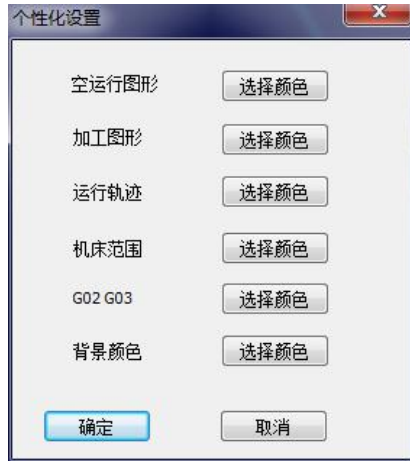 个性化设置
空运行图形 选择颜色
加工图形 选择颜色
运行轨迹 选择颜色
机床范围 选择颜色
G02 G03 选择颜色
背景颜色 选择颜色
确定 取消